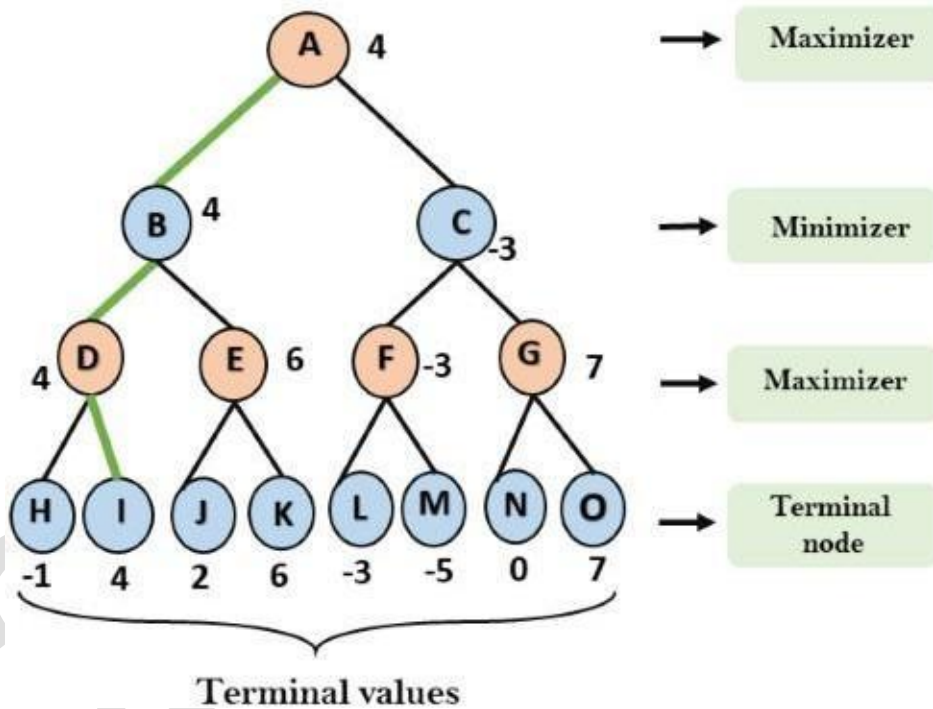 A 4 Maximizer
B 4 C -3 Minimizer
D 4 E 6 F -3 G 7 Maximizer
H I J K L M N O Terminal
node
-1 4 2 6 -3 -5 0 7
Terminal values